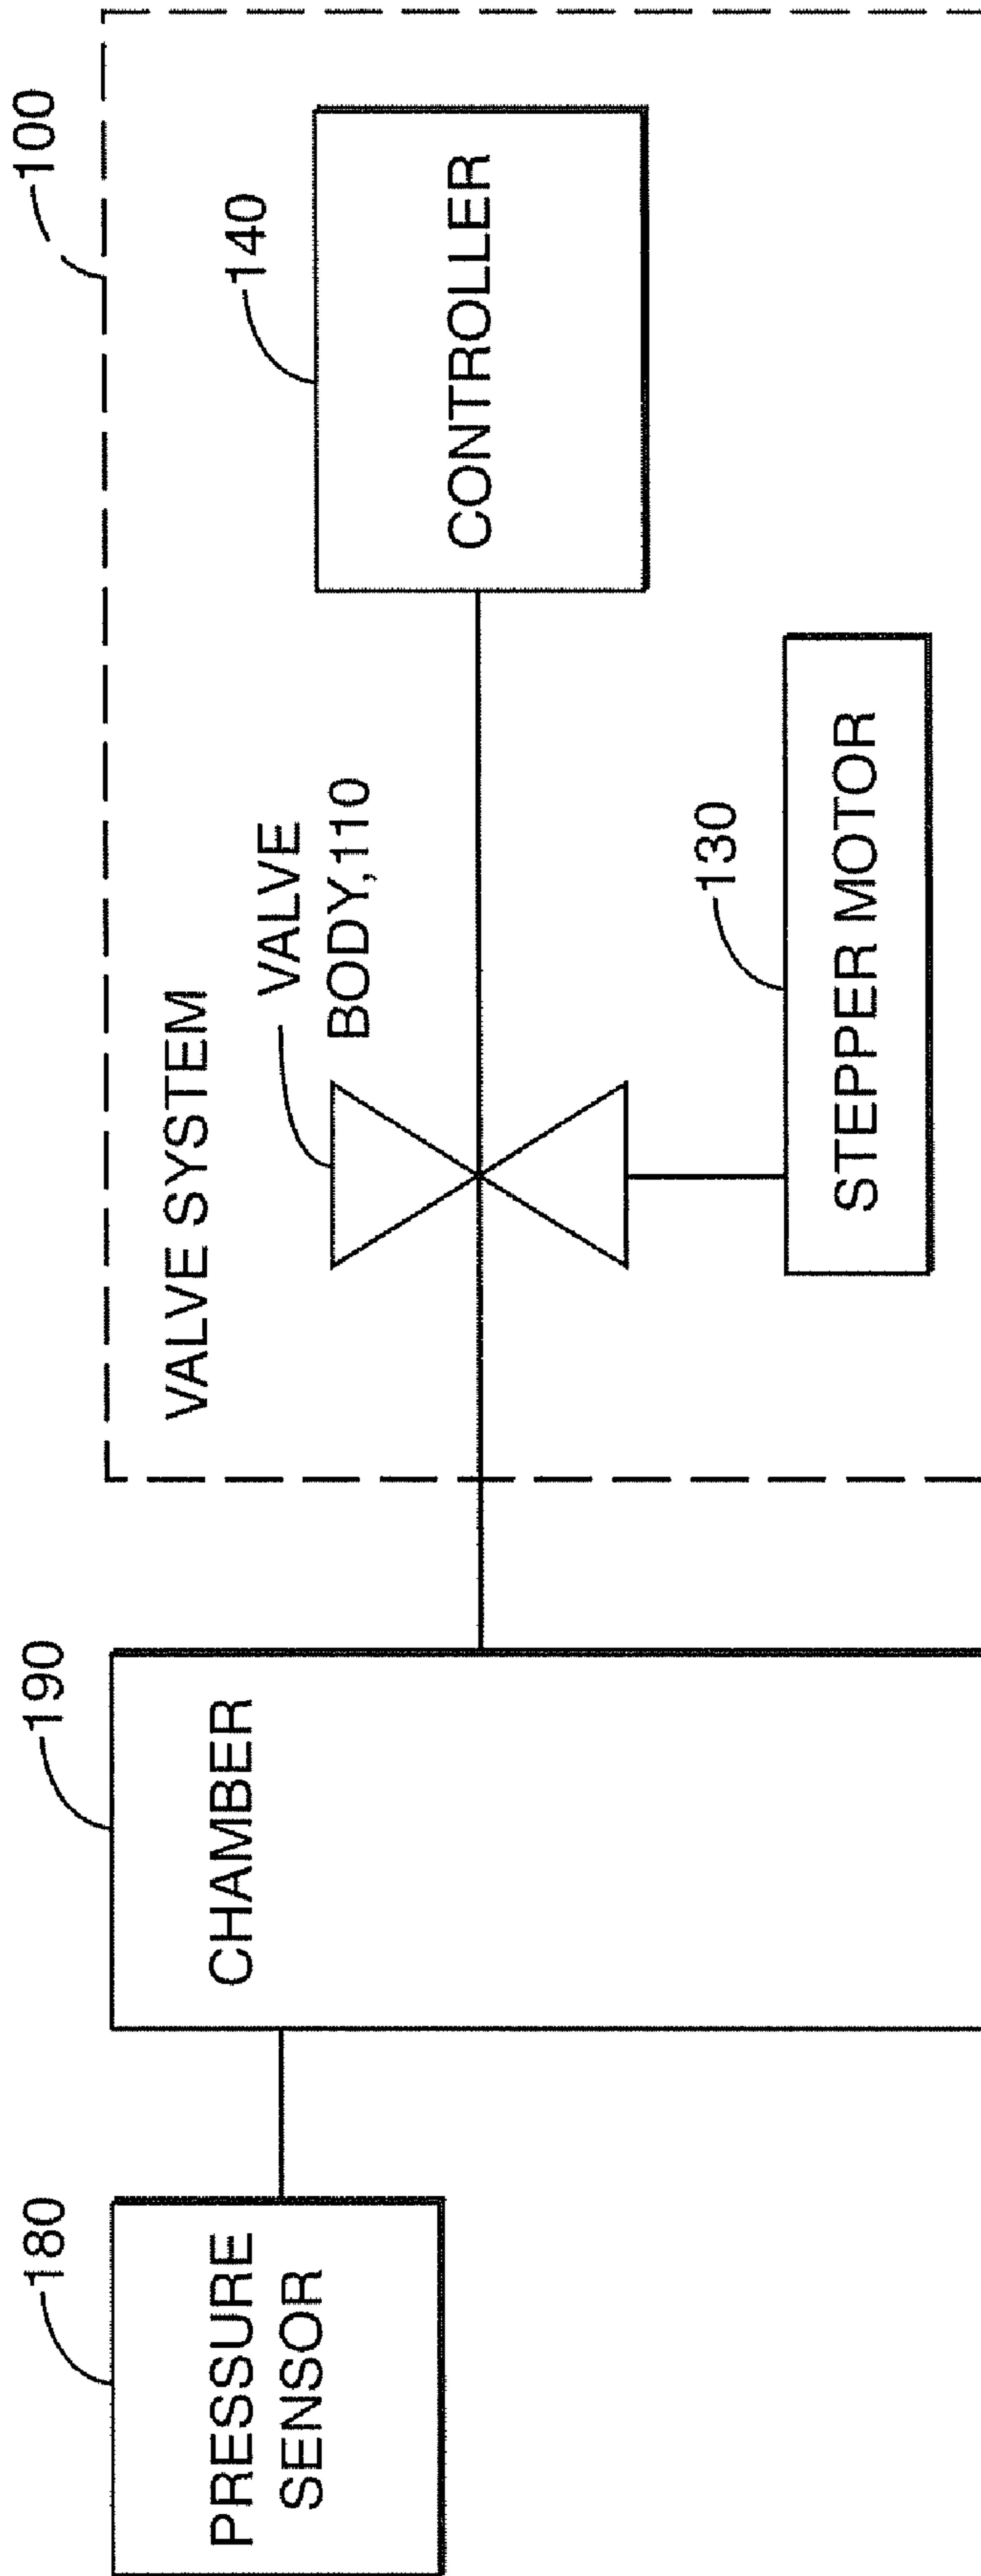 180
PRESSURE
SENSOR
190
CHAMBER
100
VALVE SYSTEM
VALVE
BODY,110
140
CONTROLLER
130
STEPPER MOTOR